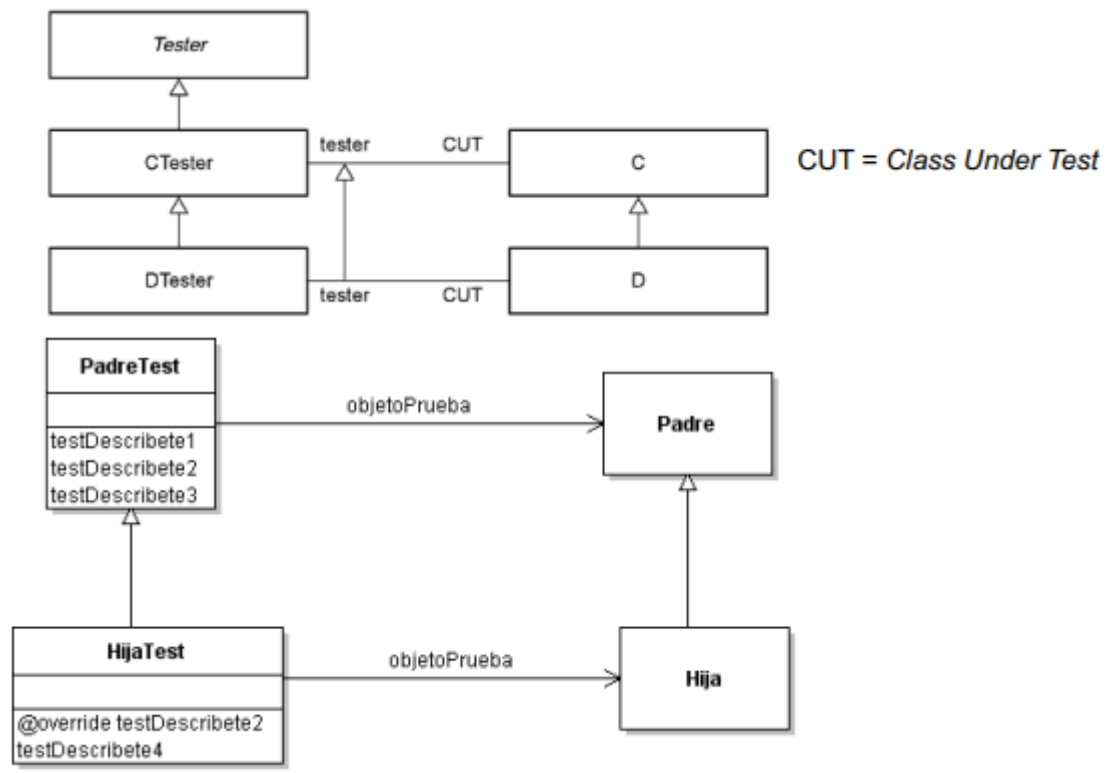 Tester
CTester
tester
CUT
C
CUT = Class Under Test
DTester
tester
CUT
D
PadreTest
testDescribete1
testDescribete2
testDescribete3
objetoPrueba
Padre
HijaTest
@override testDescribete2
testDescribete4
objetoPrueba
Hija